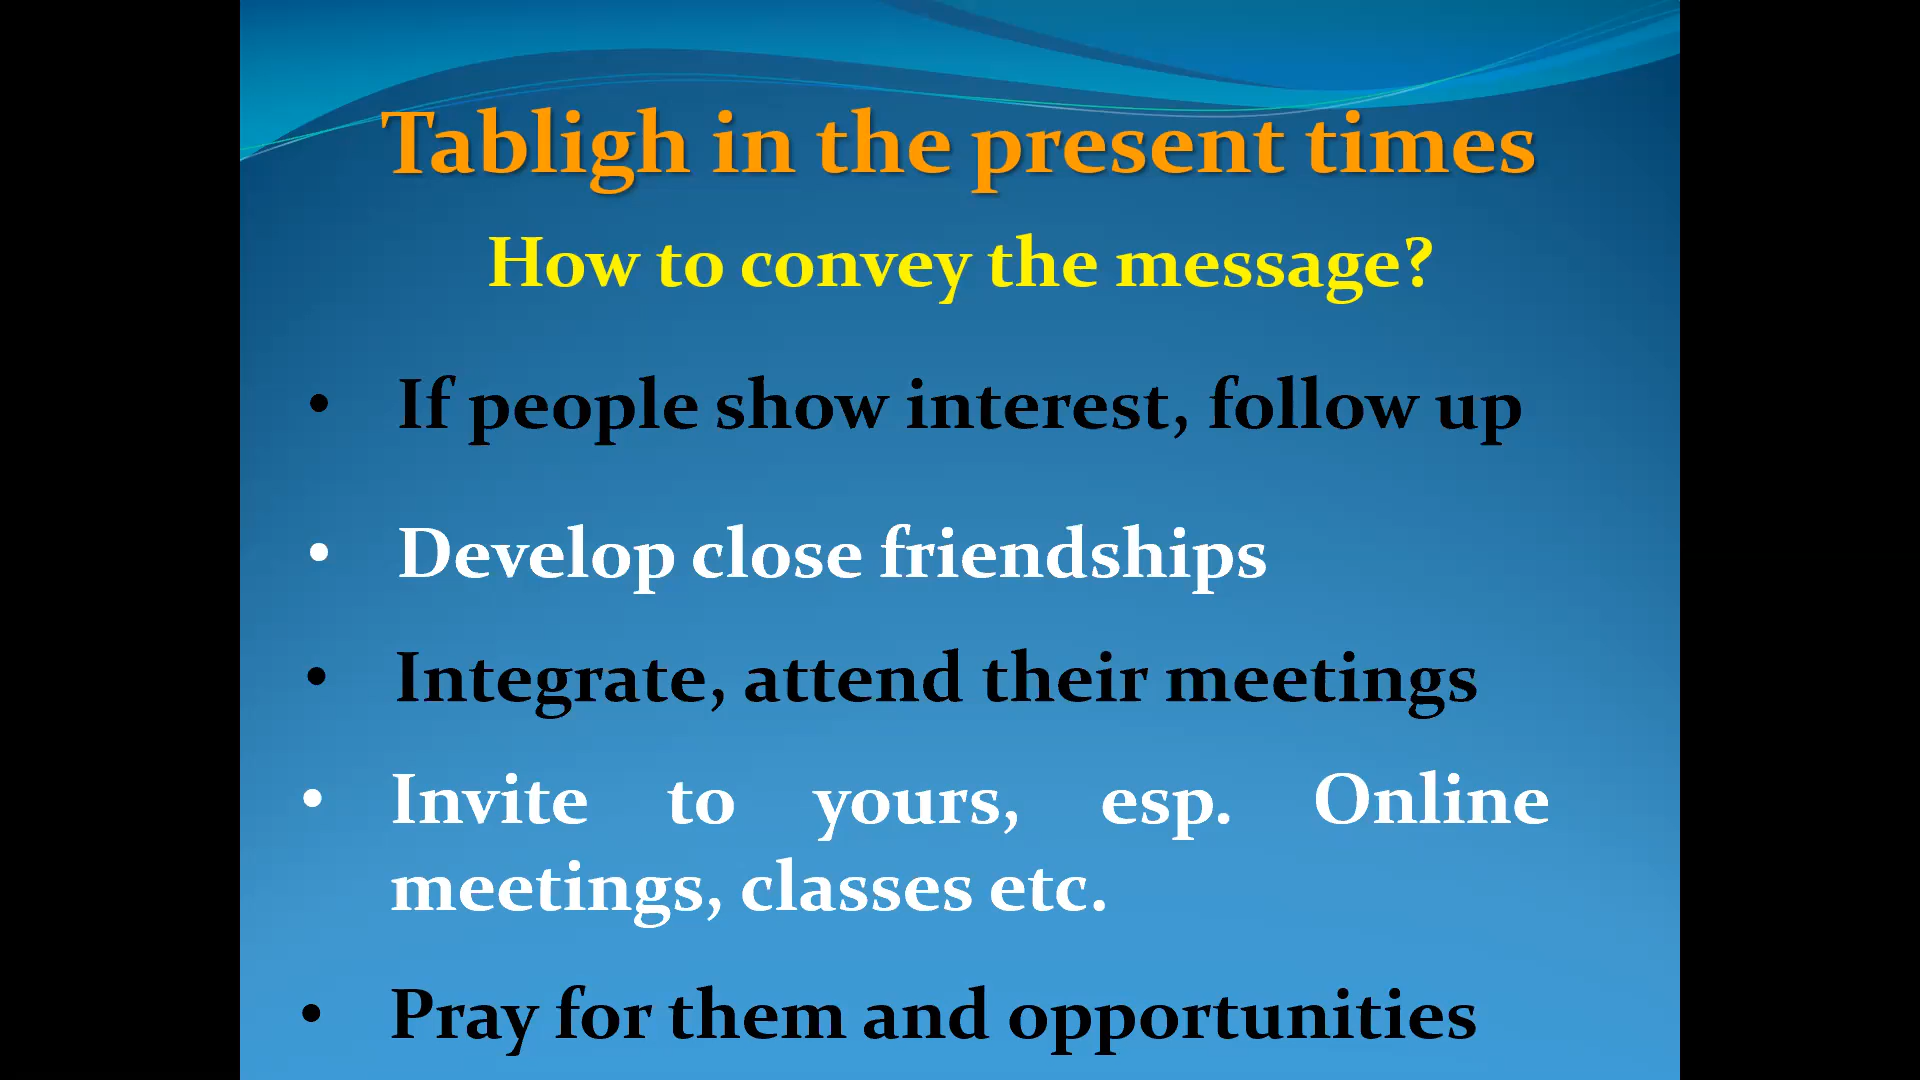 Tabligh in the present times
How to convey the message?
• If people show interest, follow up
• Develop close friendships
• Integrate, attend their meetings
• Invite to yours, esp. Online
meetings, classes etc.
• Pray for them and opportunities